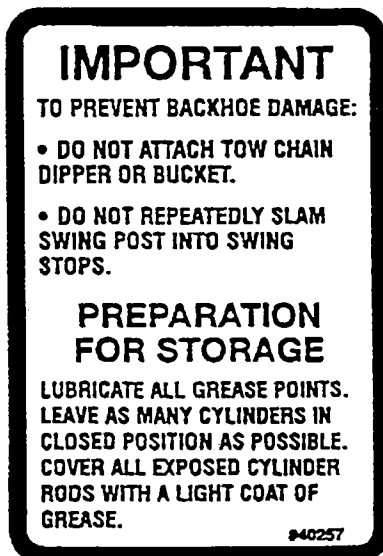 IMPORTANT
TO PREVENT BACKHOE DAMAGE:
• DO NOT ATTACH TOW CHAIN
DIPPER OR BUCKET.
• DO NOT REPEATEDLY SLAM
SWING POST INTO SWING
STOPS.
PREPARATION
FOR STORAGE
LUBRICATE ALL GREASE POINTS.
LEAVE AS MANY CYLINDERS IN
CLOSED POSITION AS POSSIBLE.
COVER ALL EXPOSED CYLINDER
RODS WITH A LIGHT COAT OF
GREASE.
940257